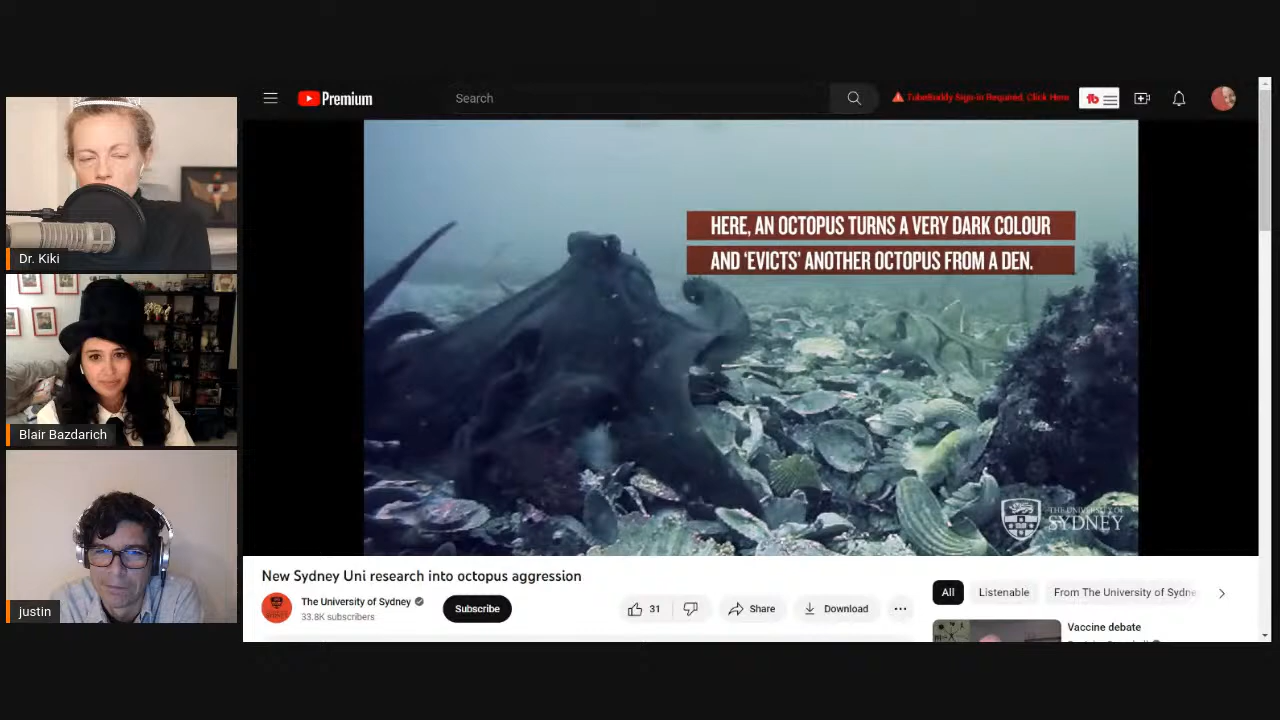 Premium
Search
TubeBuddy Sign-in Required, Click Here
tb
HERE, AN OCTOPUS TURNS A VERY DARK COLOUR
AND ‘EVICTS’ ANOTHER OCTOPUS FROM A DEN.
THE UNIVERSITY OF
SYDNEY
Dr. Kiki
Blair Bazdarich
justin
New Sydney Uni research into octopus aggression
The University of Sydney
33.8K subscribers
Subscribe
31
Share
Download
All
Listenable
From The University of Sydne
Vaccine debate